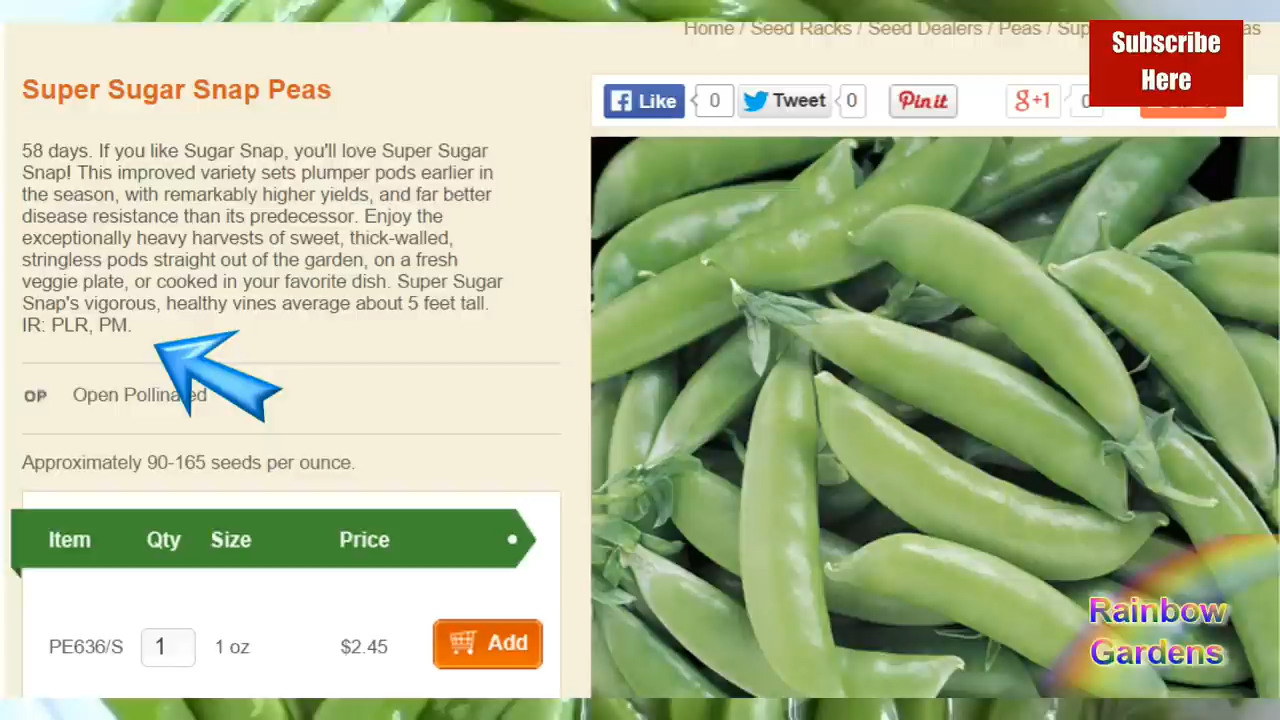 Home / Seed Racks / Seed Dealers / Peas / Sup
Subscribe
Here
Super Sugar Snap Peas
Like
0
Tweet
0
Pin it
g+1
0
58 days. If you like Sugar Snap, you'll love Super Sugar
Snap! This improved variety sets plumper pods earlier in
the season, with remarkably higher yields, and far better
disease resistance than its predecessor. Enjoy the
exceptionally heavy harvests of sweet, thick-walled,
stringless pods straight out of the garden, on a fresh
veggie plate, or cooked in your favorite dish. Super Sugar
Snap's vigorous, healthy vines average about 5 feet tall.
IR: PLR, PM.
OP Open Pollinated
Approximately 90-165 seeds per ounce.
Item Qty Size Price
PE636/S 1 1 oz $2.45 Add
Rainbow
Gardens